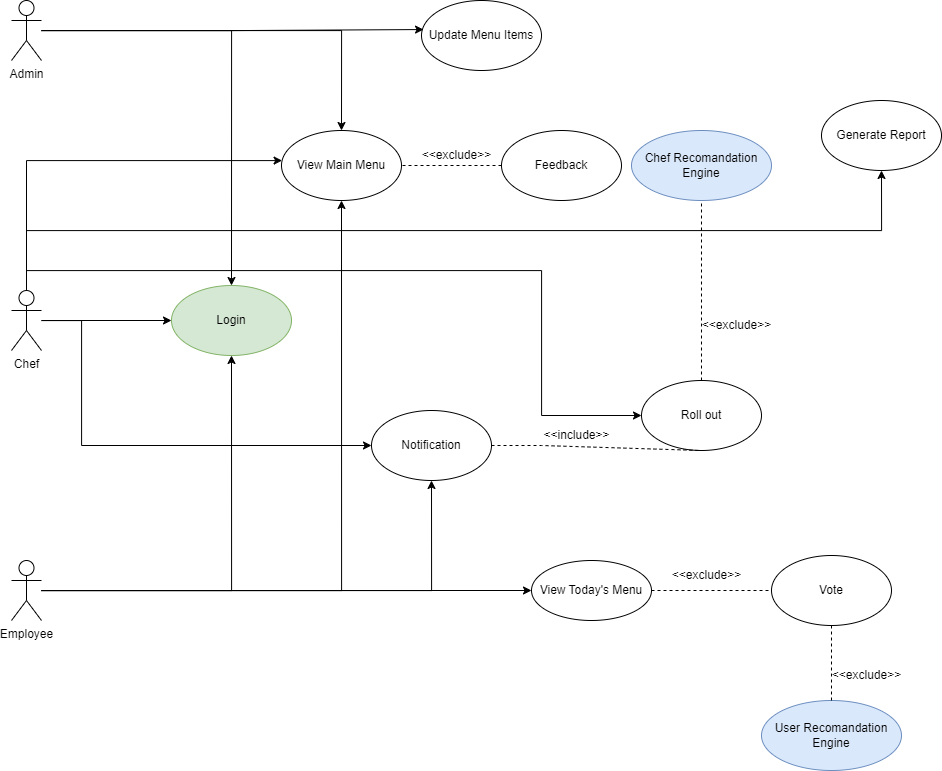 Admin
Update Menu Items
View Main Menu
<<exclude>>
Feedback
Chef Recomandation
Engine
Generate Report
Chef
Login
<<exclude>>
Roll out
Notification
<<include>>
Employee
View Today's Menu
<<exclude>>
Vote
<<exclude>>
User Recomandation
Engine